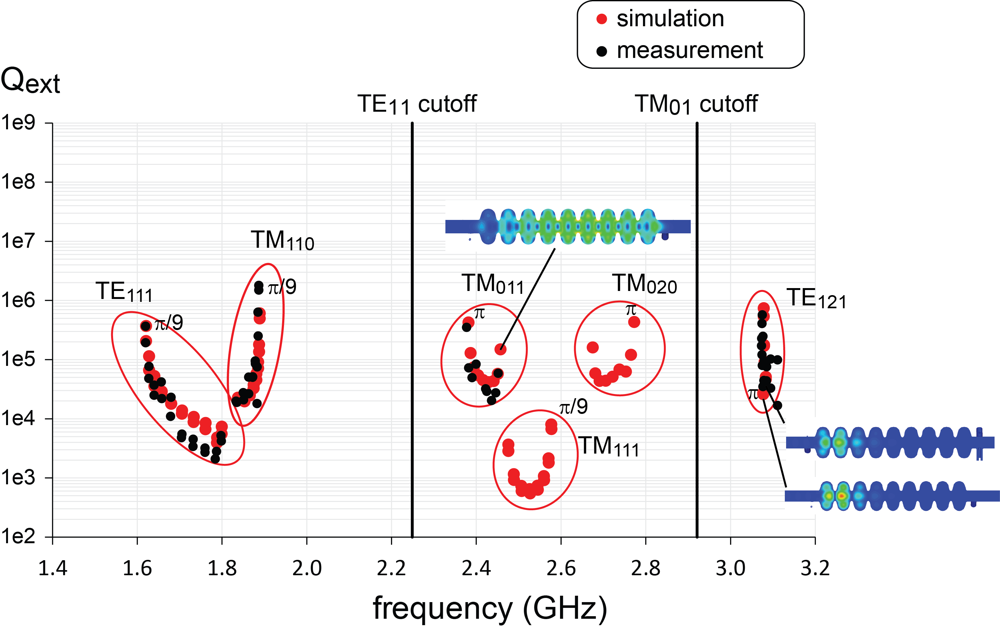 simulation
measurement
Qext
TE11 cutoff
TM01 cutoff
1e9
1e8
1e7
1e6
1e5
1e4
1e3
1e2
TM110
π/9
TE111
π/9
TM011
π
TM020
π
TE121
π
π/9
TM111
1.4 1.6 1.8 2.0 2.2 2.4 2.6 2.8 3.0 3.2
frequency (GHz)